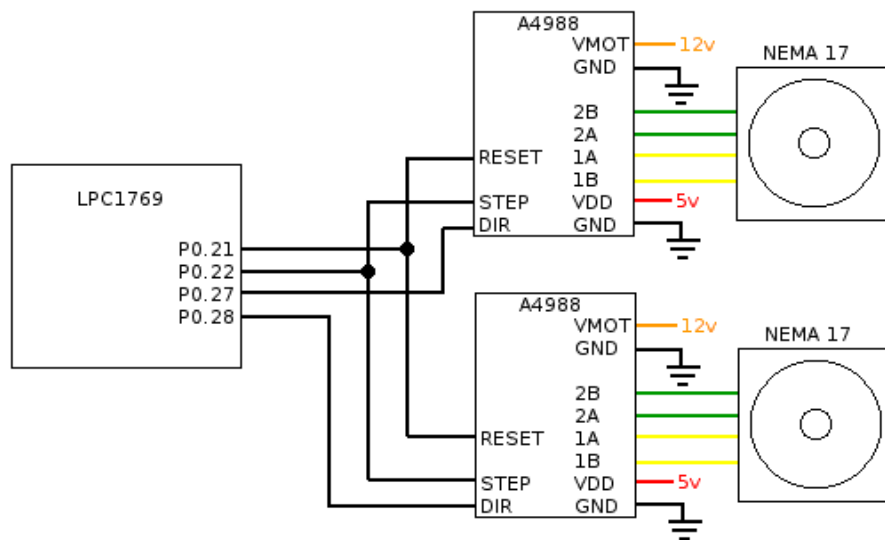 A4988
VMOT 12v
GND
NEMA 17
2B
2A
1A
1B
RESET
STEP
VDD 5v
DIR
GND
LPC1769
P0.21
P0.22
P0.27
P0.28
A4988
VMOT 12v
GND
NEMA 17
2B
2A
1A
1B
RESET
STEP
VDD 5v
DIR
GND